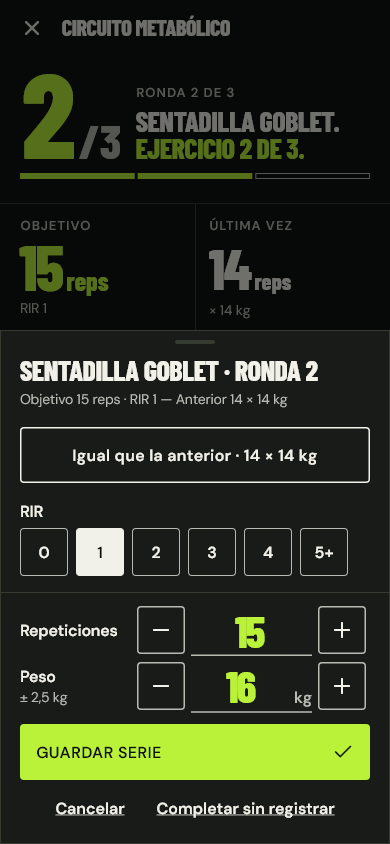 CIRCUITO METABÓLICO
2/3
RONDA 2 DE 3
SENTADILLA GOBLET.
EJERCICIO 2 DE 3.
OBJETIVO
15 reps
RIR 1
ÚLTIMA VEZ
14 reps
× 14 kg
SENTADILLA GOBLET · RONDA 2
Objetivo 15 reps · RIR 1 — Anterior 14 × 14 kg
Igual que la anterior · 14 × 14 kg
RIR
0 1 2 3 4 5+
Repeticiones − 15 +
Peso
± 2,5 kg − 16 kg +
GUARDAR SERIE
Cancelar Completar sin registrar